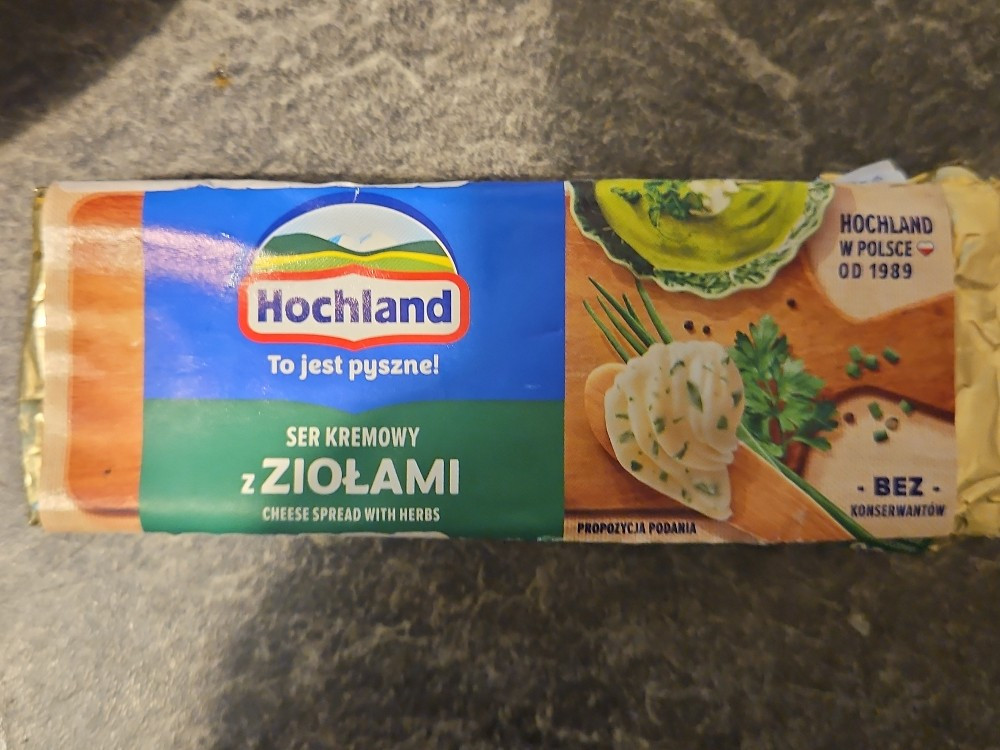 Hochland
To jest pyszne!
SER KREMOWY
z ZIOŁAMI
CHEESE SPREAD WITH HERBS
HOCHLAND
W POLSCE
OD 1989
- BEZ -
KONSERWANTÓW
PROPOZYCJA PODANIA